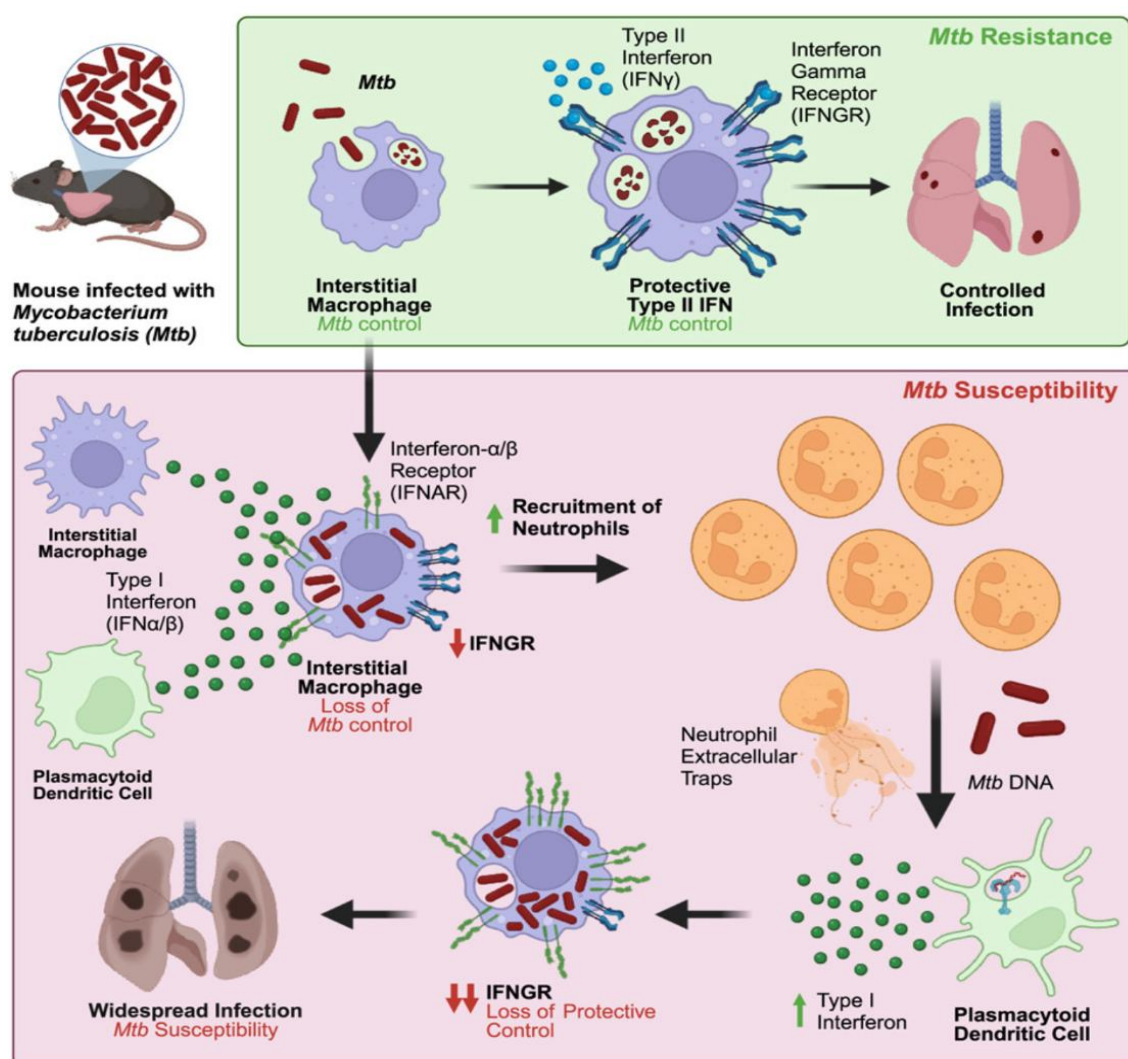 Mtb Resistance
Mtb
Type II
Interferon
(IFNγ)
Interferon
Gamma
Receptor
(IFNGR)
Mouse infected with
Mycobacterium
tuberculosis (Mtb)
Interstitial
Macrophage
Mtb control
Protective
Type II IFN
Mtb control
Controlled
Infection
Mtb Susceptibility
Interstitial
Macrophage
Type I
Interferon
(IFNα/β)
Plasmacytoid
Dendritic Cell
Interferon-α/β
Receptor
(IFNAR)
IFNGR
Interstitial
Macrophage
Loss of
Mtb control
Recruitment of
Neutrophils
Neutrophil
Extracellular
Traps
Mtb DNA
Type I
Interferon
Plasmacytoid
Dendritic Cell
IFNGR
Loss of Protective
Control
Widespread Infection
Mtb Susceptibility